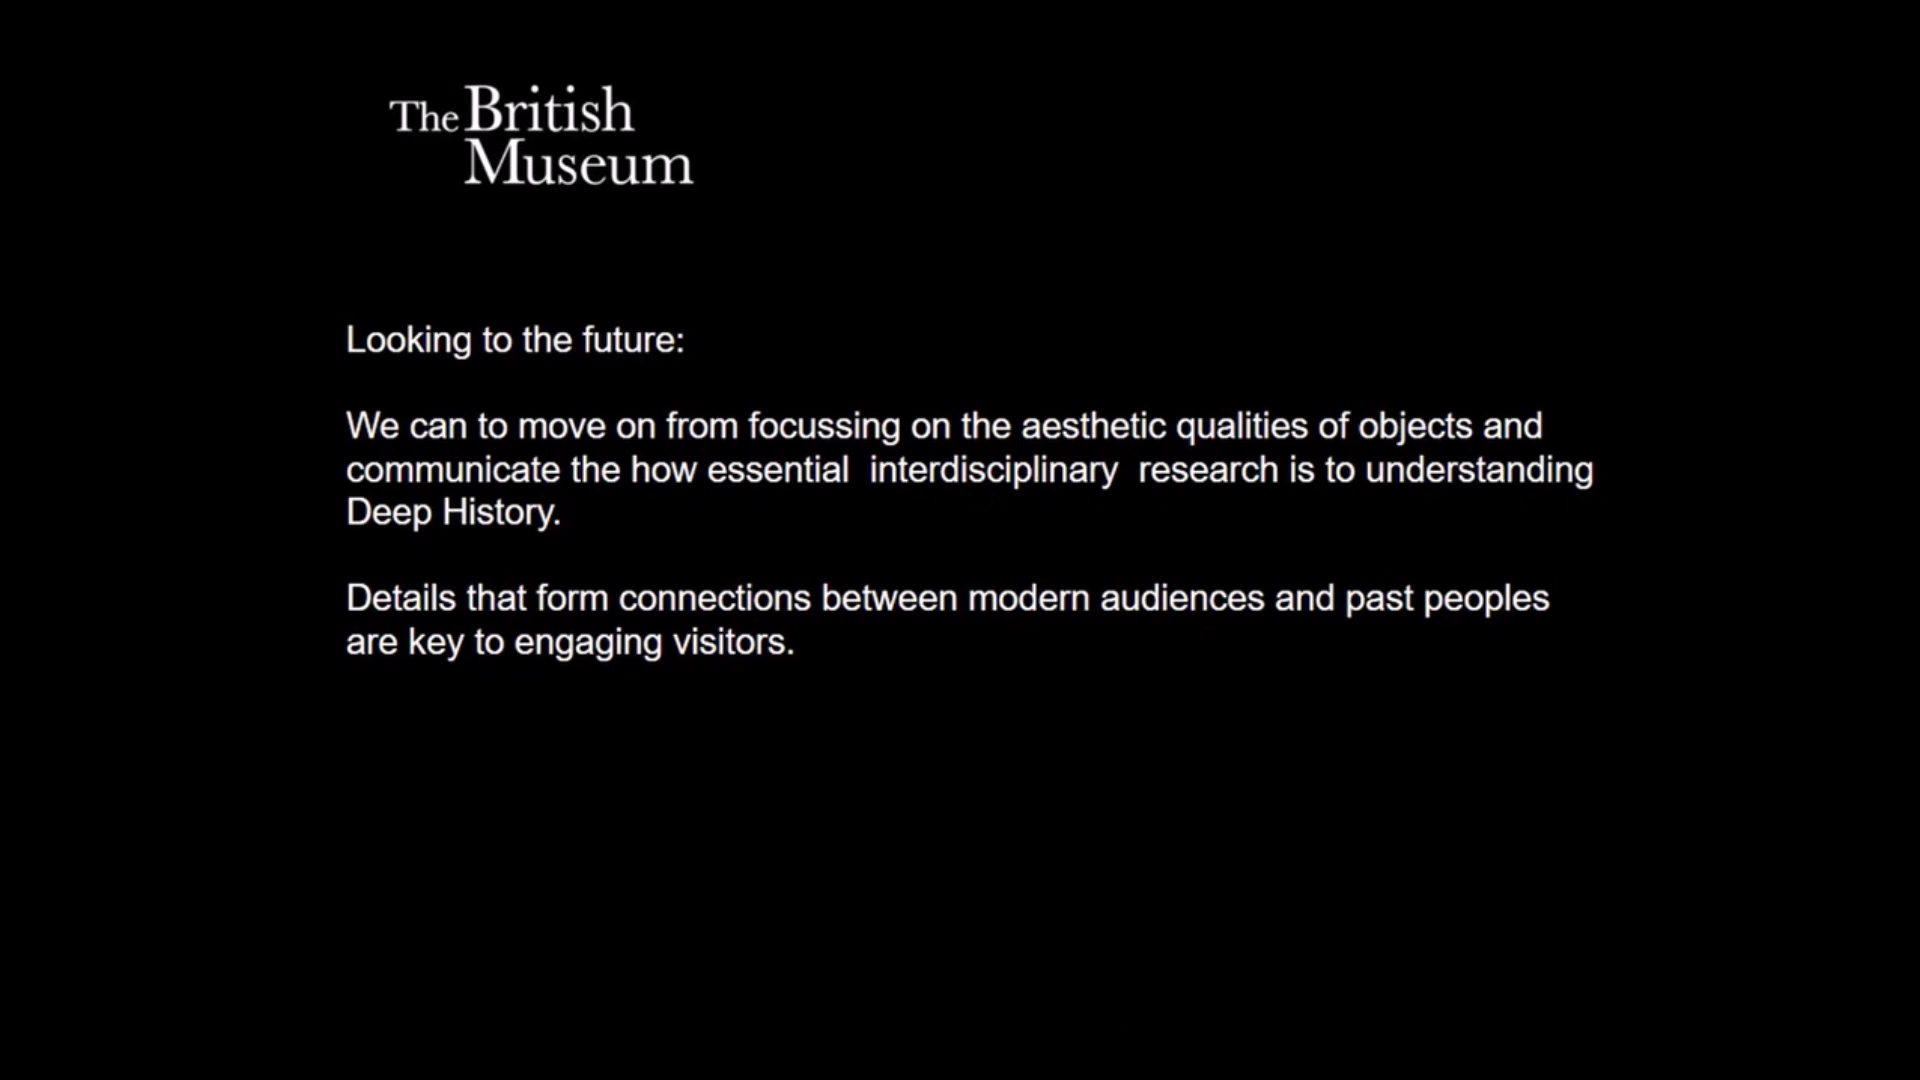 The British
Museum
Looking to the future:
We can to move on from focussing on the aesthetic qualities of objects and
communicate the how essential  interdisciplinary  research is to understanding
Deep History.
Details that form connections between modern audiences and past peoples
are key to engaging visitors.